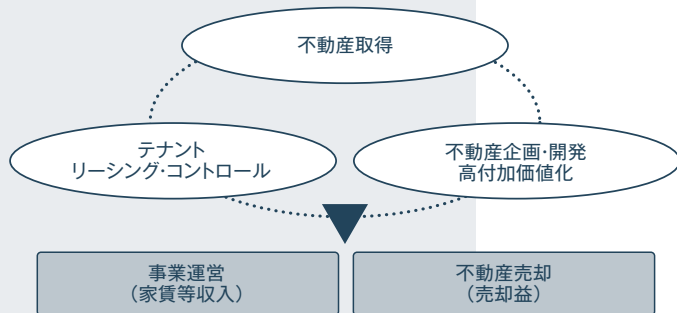 不動産取得
テナント
リーシング・コントロール
不動産企画・開発
高付加価値化
事業運営
（家賃等収入）
不動産売却
（売却益）